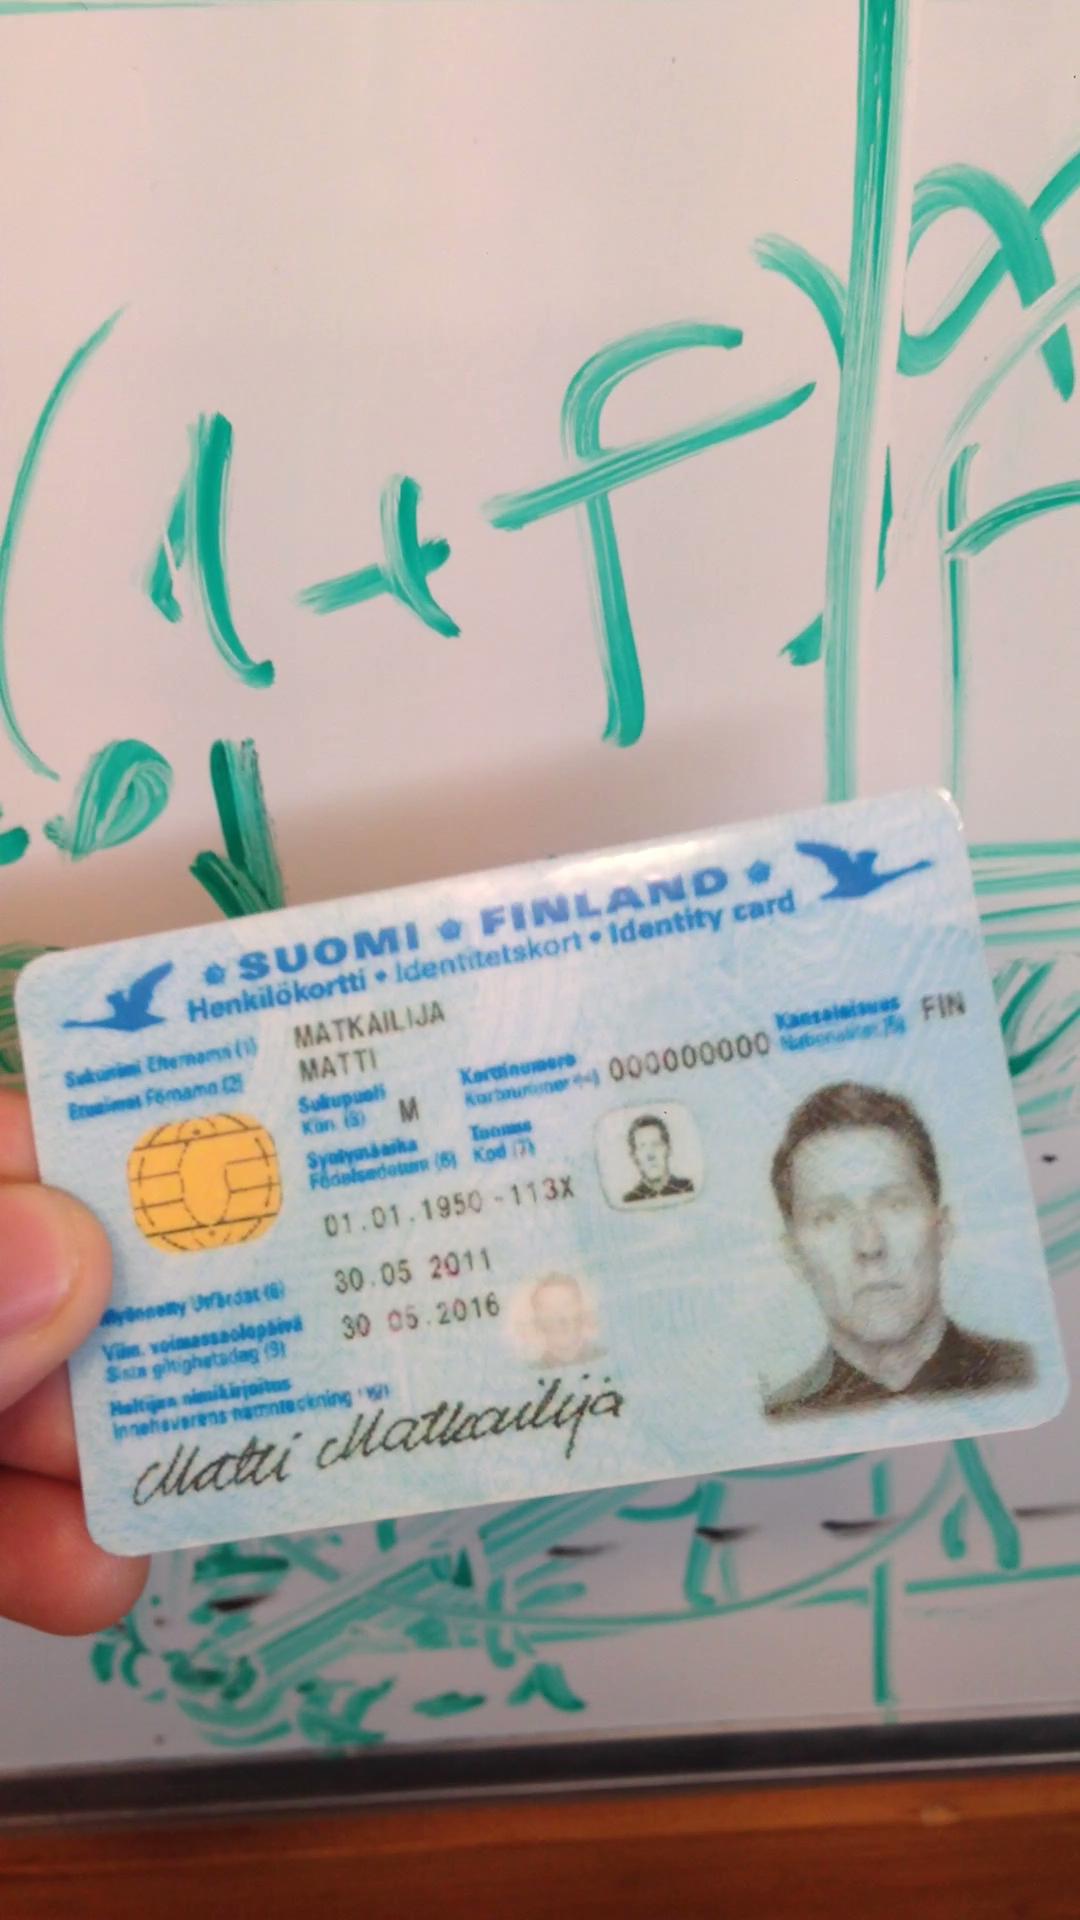 (1+f)
SUOMI FINLAND
Henkilökortti • Identitetskort • Identity card
Sukunimi Efternamn (1) MATKAILIJA
Etunimet Förnamn (2) MATTI
Sukupuoli Kön (3) M Korttinumero Kortnummer (4) 000000000 Kansalaisuus Nationalitet (5) FIN
Syntymäaika Födelsedatum (6) Tunnus Kod (7)
01.01.1950 -113X
Myönnetty Utfärdat (8) 30.05 2011
Viim. voimassaolopäivä 30 05.2016
Sista giltighetsdag (9)
Haltijan nimikirjoitus
Innehavarens namnteckning (10)
Matti Matkailija